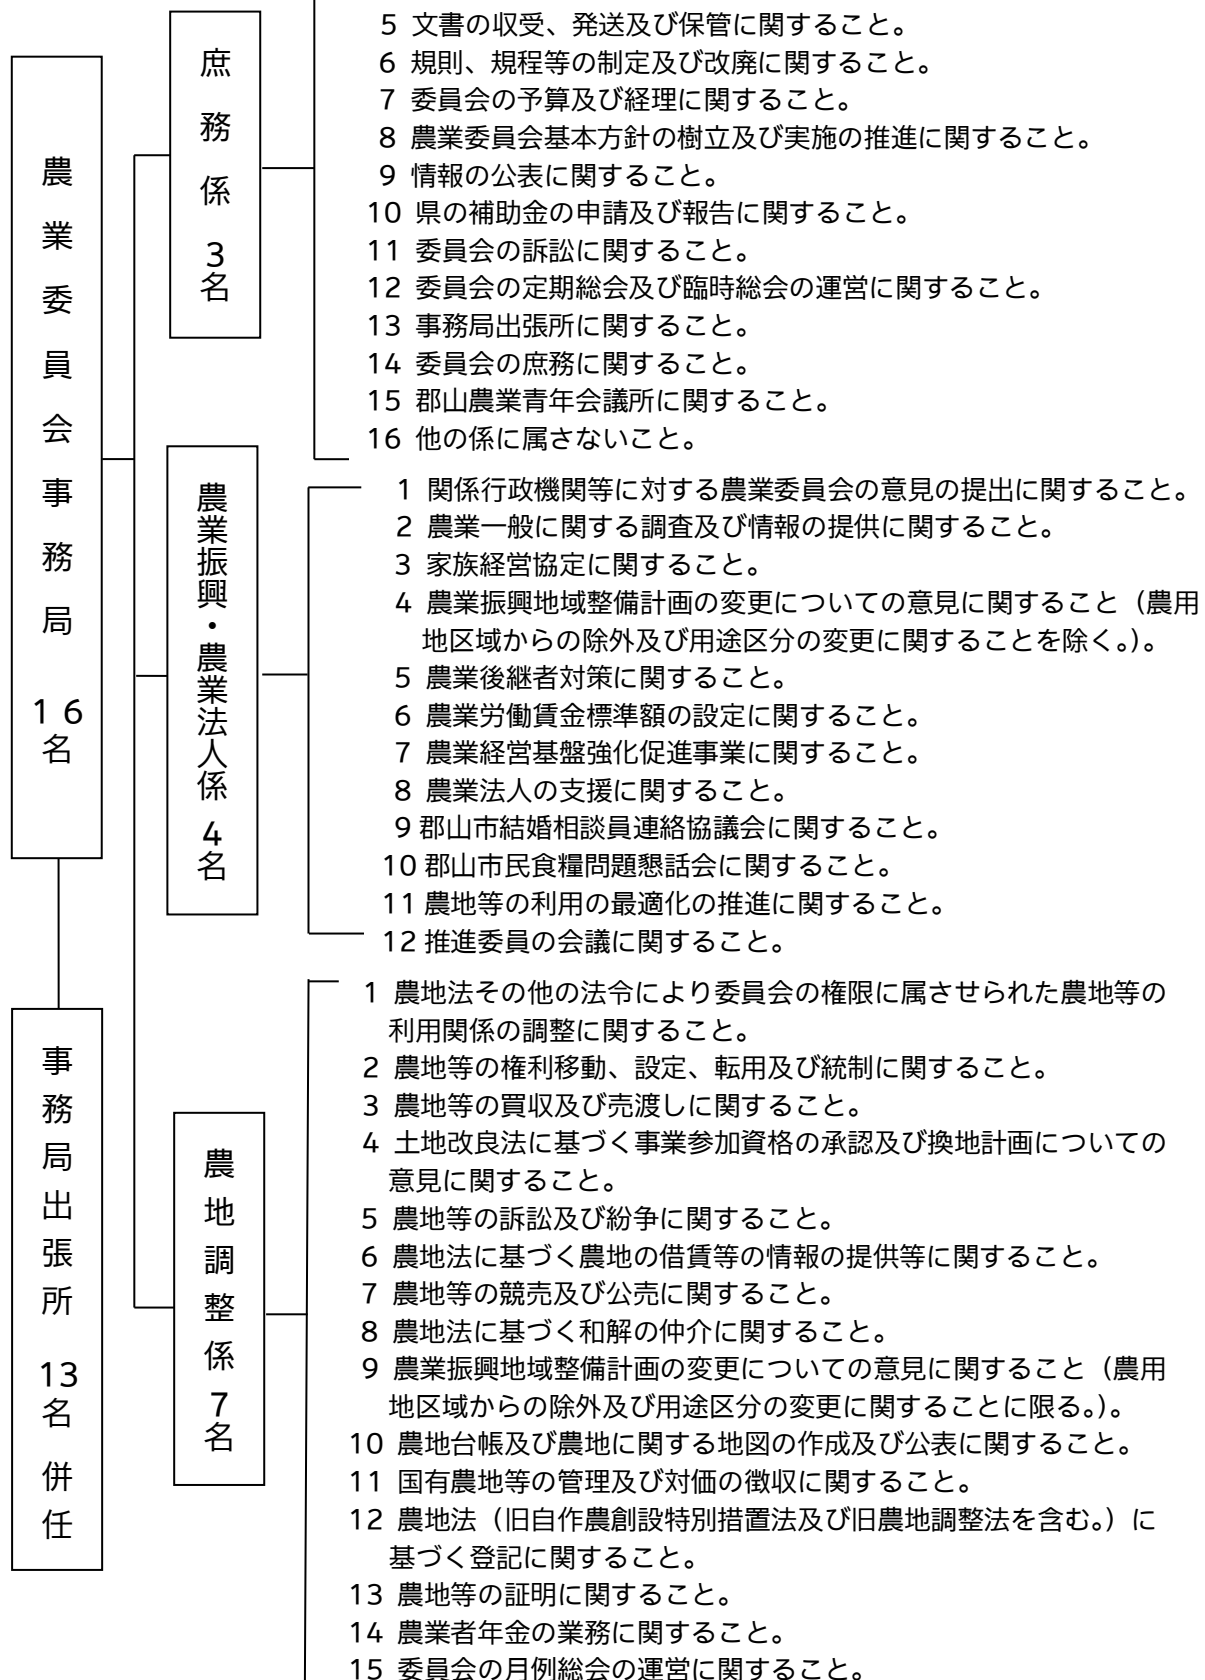 農業委員会事務局 16名
事務局出張所 13名 併任
庶務係 3名
5 文書の収受、発送及び保管に関すること。
6 規則、規程等の制定及び改廃に関すること。
7 委員会の予算及び経理に関すること。
8 農業委員会基本方針の樹立及び実施の推進に関すること。
9 情報の公表に関すること。
10 県の補助金の申請及び報告に関すること。
11 委員会の訴訟に関すること。
12 委員会の定期総会及び臨時総会の運営に関すること。
13 事務局出張所に関すること。
14 委員会の庶務に関すること。
15 郡山農業青年会議所に関すること。
16 他の係に属さないこと。
農業振興・農業法人係 4名
1 関係行政機関等に対する農業委員会の意見の提出に関すること。
2 農業一般に関する調査及び情報の提供に関すること。
3 家族経営協定に関すること。
4 農業振興地域整備計画の変更についての意見に関すること（農用
地区域からの除外及び用途区分の変更に関することを除く。）。
5 農業後継者対策に関すること。
6 農業労働賃金標準額の設定に関すること。
7 農業経営基盤強化促進事業に関すること。
8 農業法人の支援に関すること。
9 郡山市結婚相談員連絡協議会に関すること。
10 郡山市民食糧問題懇話会に関すること。
11 農地等の利用の最適化の推進に関すること。
12 推進委員の会議に関すること。
農地調整係 7名
1 農地法その他の法令により委員会の権限に属させられた農地等の
利用関係の調整に関すること。
2 農地等の権利移動、設定、転用及び統制に関すること。
3 農地等の買収及び売渡しに関すること。
4 土地改良法に基づく事業参加資格の承認及び換地計画についての
意見に関すること。
5 農地等の訴訟及び紛争に関すること。
6 農地法に基づく農地の借賃等の情報の提供等に関すること。
7 農地等の競売及び公売に関すること。
8 農地法に基づく和解の仲介に関すること。
9 農業振興地域整備計画の変更についての意見に関すること（農用
地区域からの除外及び用途区分の変更に関することに限る。）。
10 農地台帳及び農地に関する地図の作成及び公表に関すること。
11 国有農地等の管理及び対価の徴収に関すること。
12 農地法（旧自作農創設特別措置法及び旧農地調整法を含む。）に
基づく登記に関すること。
13 農地等の証明に関すること。
14 農業者年金の業務に関すること。
15 委員会の月例総会の運営に関すること。